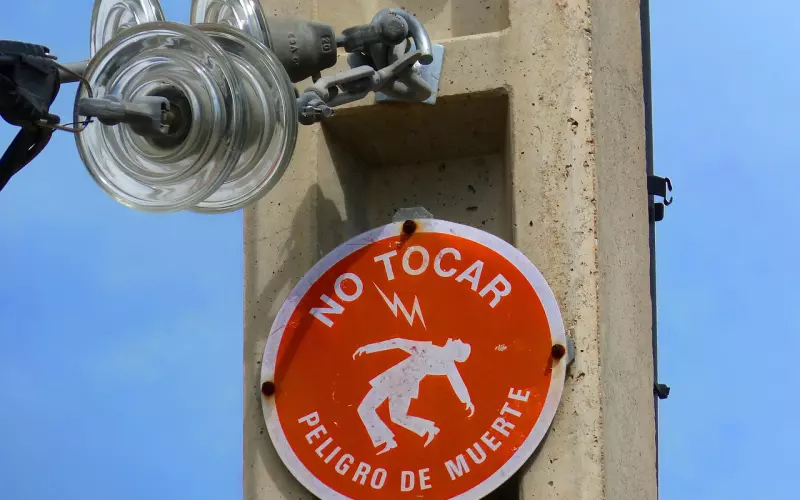 NO TOCAR
PELIGRO DE MUERTE